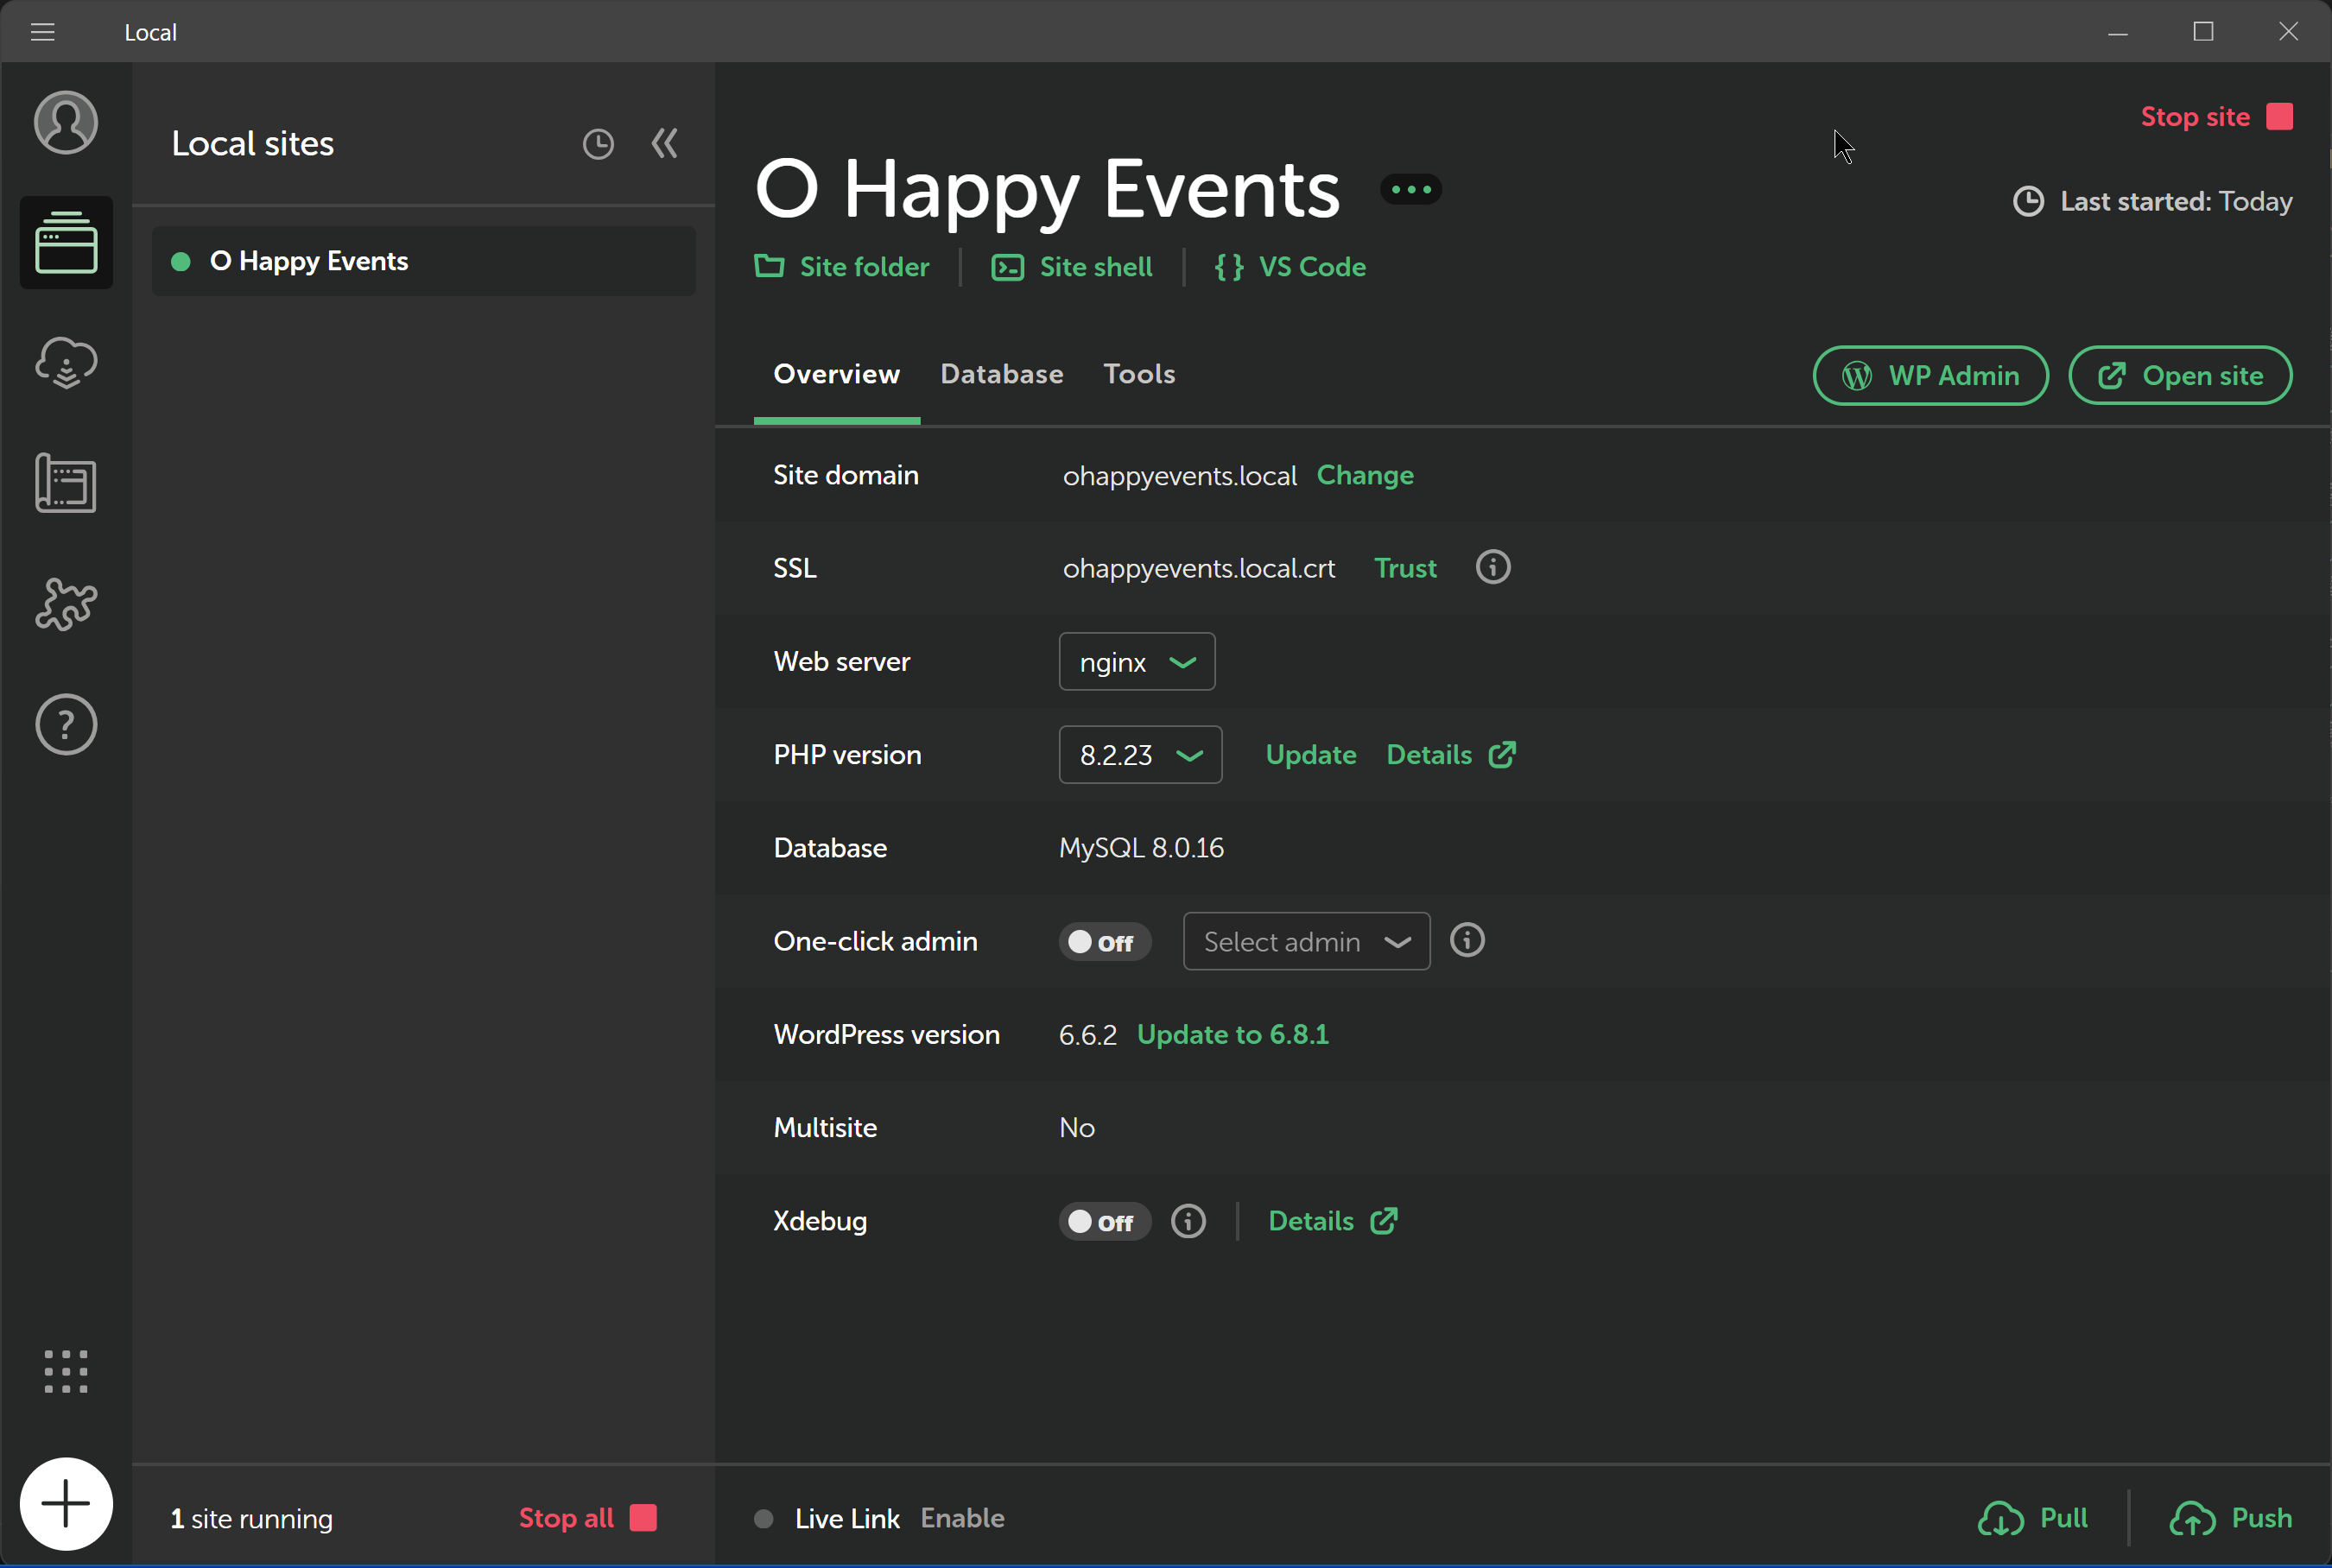 Local
Local sites
O Happy Events
1 site running
Stop all
Stop site
O Happy Events
Last started: Today
Site folder
Site shell
VS Code
Overview
Database
Tools
WP Admin
Open site
Site domain
ohappyevents.local Change
SSL
ohappyevents.local.crt Trust
Web server
nginx
PHP version
8.2.23 Update Details
Database
MySQL 8.0.16
One-click admin
Off Select admin
WordPress version
6.6.2 Update to 6.8.1
Multisite
No
Xdebug
Off Details
Live Link Enable
Pull
Push